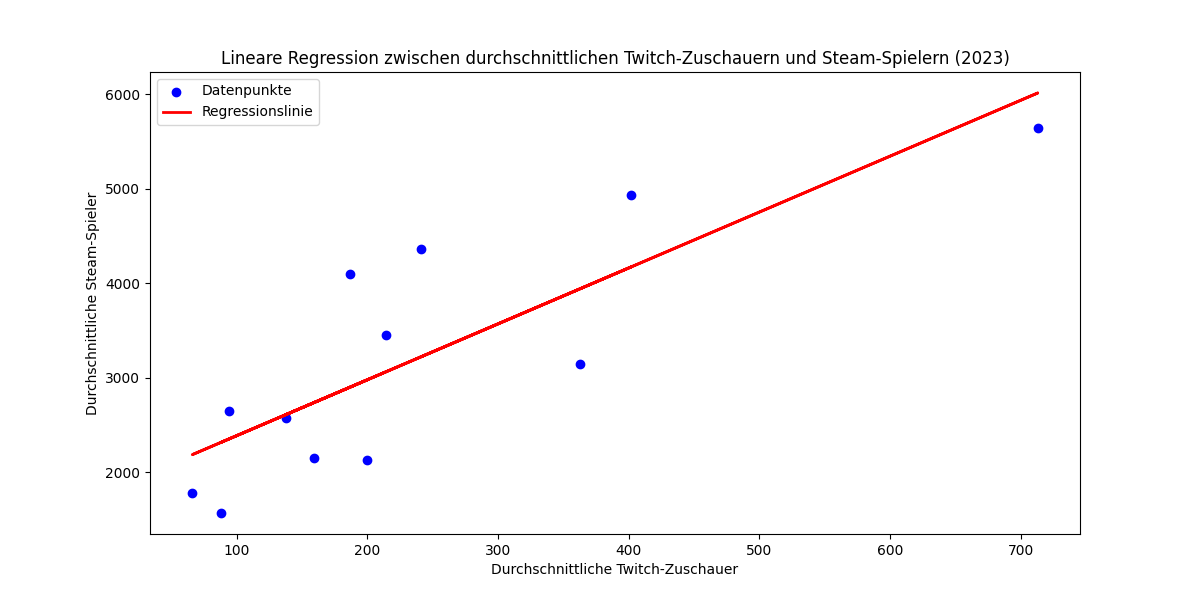 Lineare Regression zwischen durchschnittlichen Twitch-Zuschauern und Steam-Spielern (2023)
Datenpunkte
Regressionslinie
Durchschnittliche Steam-Spieler
6000
5000
4000
3000
2000
100 200 300 400 500 600 700
Durchschnittliche Twitch-Zuschauer